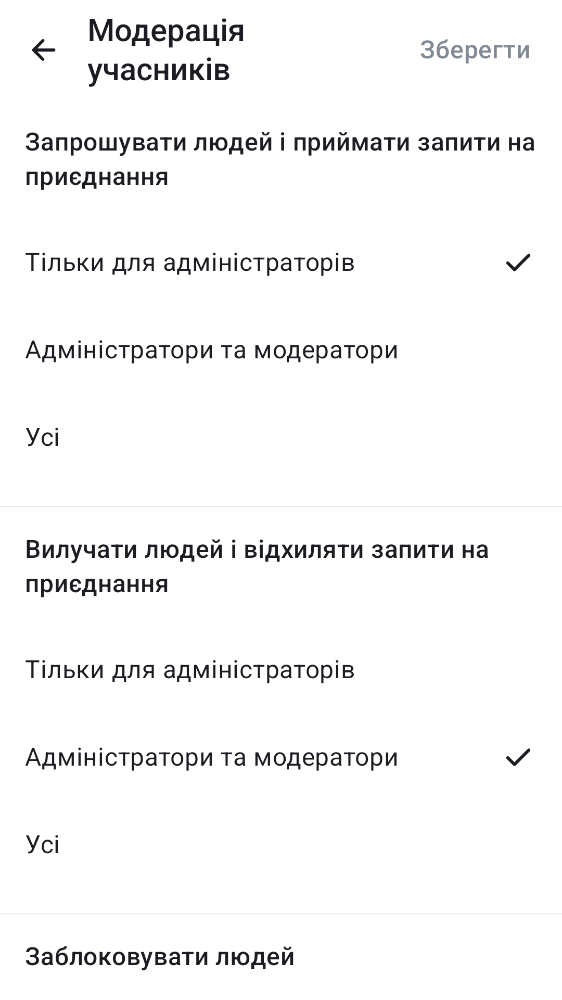 Модерація
учасників
Зберегти
Запрошувати людей і приймати запити на
приєднання
Тільки для адміністраторів
Адміністратори та модератори
Усі
Вилучати людей і відхиляти запити на
приєднання
Тільки для адміністраторів
Адміністратори та модератори
Усі
Заблоковувати людей